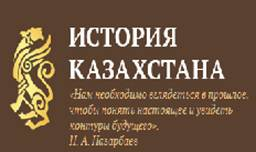 ИСТОРИЯ
КАЗАХСТАНА
«Нам необходимо вглядеться в прошлое,
чтобы понять настоящее и увидеть
контуры будущего».
Н. А. Назарбаев